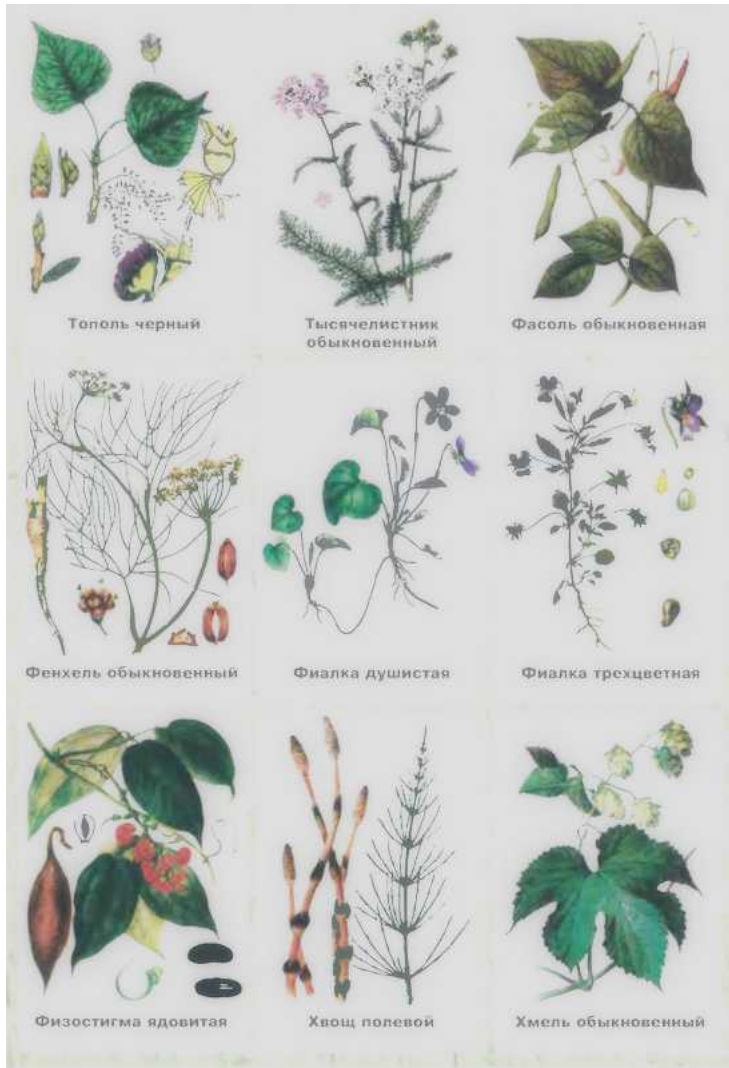 Тополь черный
Тысячелистник
обыкновенный
Фасоль обыкновенная
Фенхель обыкновенный
Фиалка душистая
Фиалка трехцветная
Физостигма ядовитая
Хвощ полевой
Хмель обыкновенный